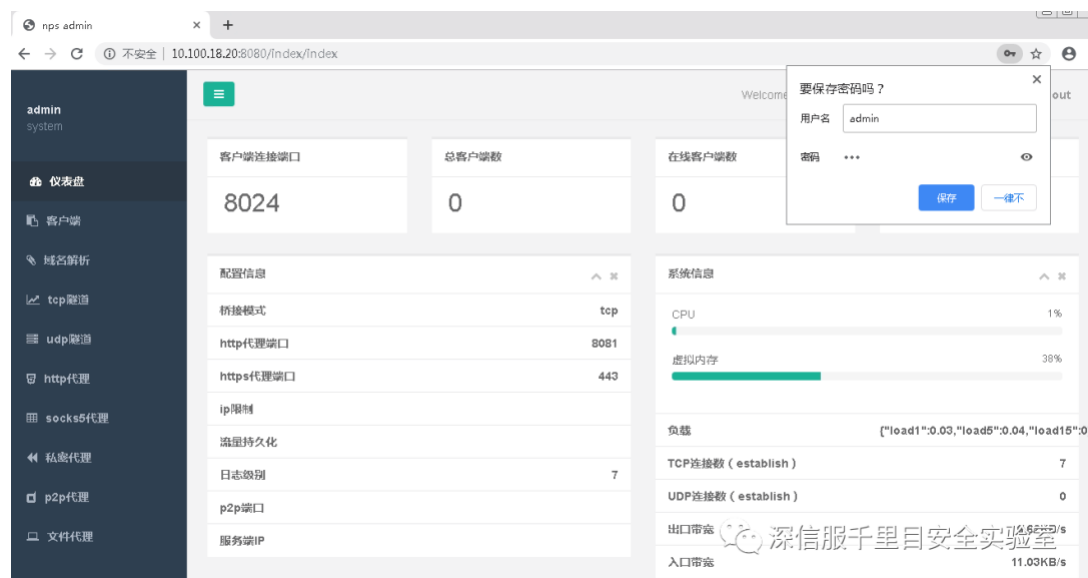 nps admin
不安全 | 10.100.18.20:8080/index/index
admin
system
仪表盘
客户端
域名解析
tcp隧道
udp隧道
http代理
socks5代理
私密代理
p2p代理
文件代理
Welcome
out
要保存密码吗？
用户名 admin
密码 •••
保存 一律不
客户端连接端口
8024
总客户端数
0
在线客户端数
0
配置信息
桥接模式 tcp
http代理端口 8081
https代理端口 443
ip限制
流量持久化
日志级别 7
p2p端口
服务端IP
系统信息
CPU 1%
虚拟内存 38%
负载 {"load1":0.03,"load5":0.04,"load15":0
TCP连接数（establish） 7
UDP连接数（establish） 0
出口带宽
入口带宽 11.03KB/s
深信服千里目安全实验室